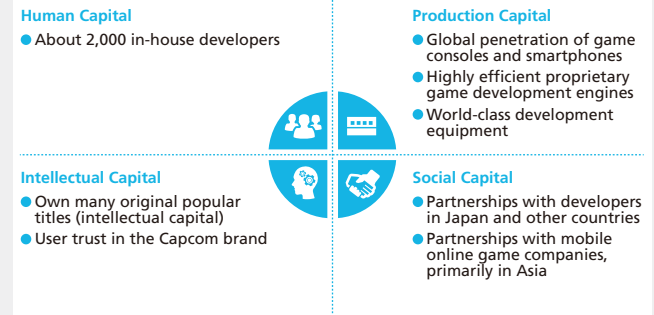 Human Capital
● About 2,000 in-house developers
Production Capital
● Global penetration of game
consoles and smartphones
● Highly efficient proprietary
game development engines
● World-class development
equipment
Intellectual Capital
● Own many original popular
titles (intellectual capital)
● User trust in the Capcom brand
Social Capital
● Partnerships with developers
in Japan and other countries
● Partnerships with mobile
online game companies,
primarily in Asia